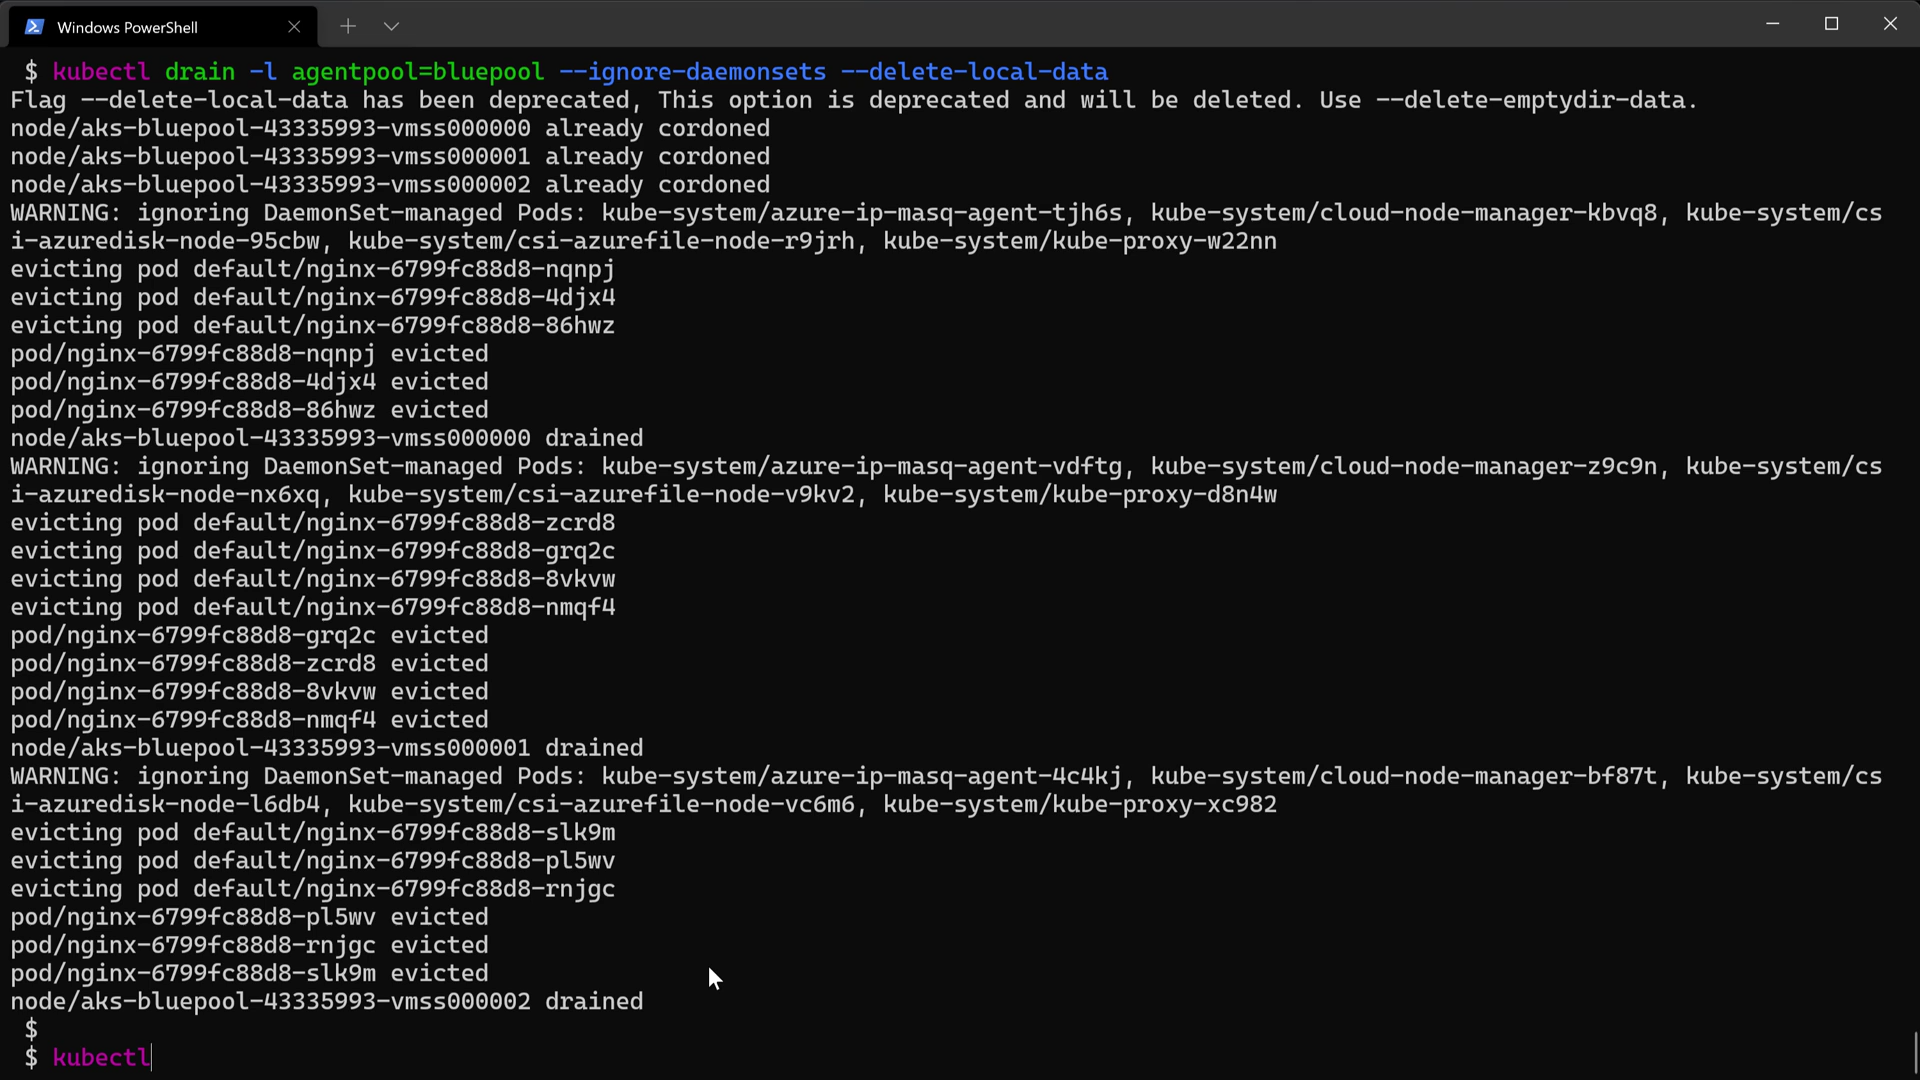 Windows PowerShell
$ kubectl drain -l agentpool=bluepool --ignore-daemonsets --delete-local-data
Flag --delete-local-data has been deprecated, This option is deprecated and will be deleted. Use --delete-emptydir-data.
node/aks-bluepool-43335993-vmss000000 already cordoned
node/aks-bluepool-43335993-vmss000001 already cordoned
node/aks-bluepool-43335993-vmss000002 already cordoned
WARNING: ignoring DaemonSet-managed Pods: kube-system/azure-ip-masq-agent-tjh6s, kube-system/cloud-node-manager-kbvq8, kube-system/cs
i-azuredisk-node-95cbw, kube-system/csi-azurefile-node-r9jrh, kube-system/kube-proxy-w22nn
evicting pod default/nginx-6799fc88d8-nqnpj
evicting pod default/nginx-6799fc88d8-4djx4
evicting pod default/nginx-6799fc88d8-86hwz
pod/nginx-6799fc88d8-nqnpj evicted
pod/nginx-6799fc88d8-4djx4 evicted
pod/nginx-6799fc88d8-86hwz evicted
node/aks-bluepool-43335993-vmss000000 drained
WARNING: ignoring DaemonSet-managed Pods: kube-system/azure-ip-masq-agent-vdftg, kube-system/cloud-node-manager-z9c9n, kube-system/cs
i-azuredisk-node-nx6xq, kube-system/csi-azurefile-node-v9kv2, kube-system/kube-proxy-d8n4w
evicting pod default/nginx-6799fc88d8-zcrd8
evicting pod default/nginx-6799fc88d8-grq2c
evicting pod default/nginx-6799fc88d8-8vkvw
evicting pod default/nginx-6799fc88d8-nmqf4
pod/nginx-6799fc88d8-grq2c evicted
pod/nginx-6799fc88d8-zcrd8 evicted
pod/nginx-6799fc88d8-8vkvw evicted
pod/nginx-6799fc88d8-nmqf4 evicted
node/aks-bluepool-43335993-vmss000001 drained
WARNING: ignoring DaemonSet-managed Pods: kube-system/azure-ip-masq-agent-4c4kj, kube-system/cloud-node-manager-bf87t, kube-system/cs
i-azuredisk-node-l6db4, kube-system/csi-azurefile-node-vc6m6, kube-system/kube-proxy-xc982
evicting pod default/nginx-6799fc88d8-slk9m
evicting pod default/nginx-6799fc88d8-pl5wv
evicting pod default/nginx-6799fc88d8-rnjgc
pod/nginx-6799fc88d8-pl5wv evicted
pod/nginx-6799fc88d8-rnjgc evicted
pod/nginx-6799fc88d8-slk9m evicted
node/aks-bluepool-43335993-vmss000002 drained
$
$ kubectl